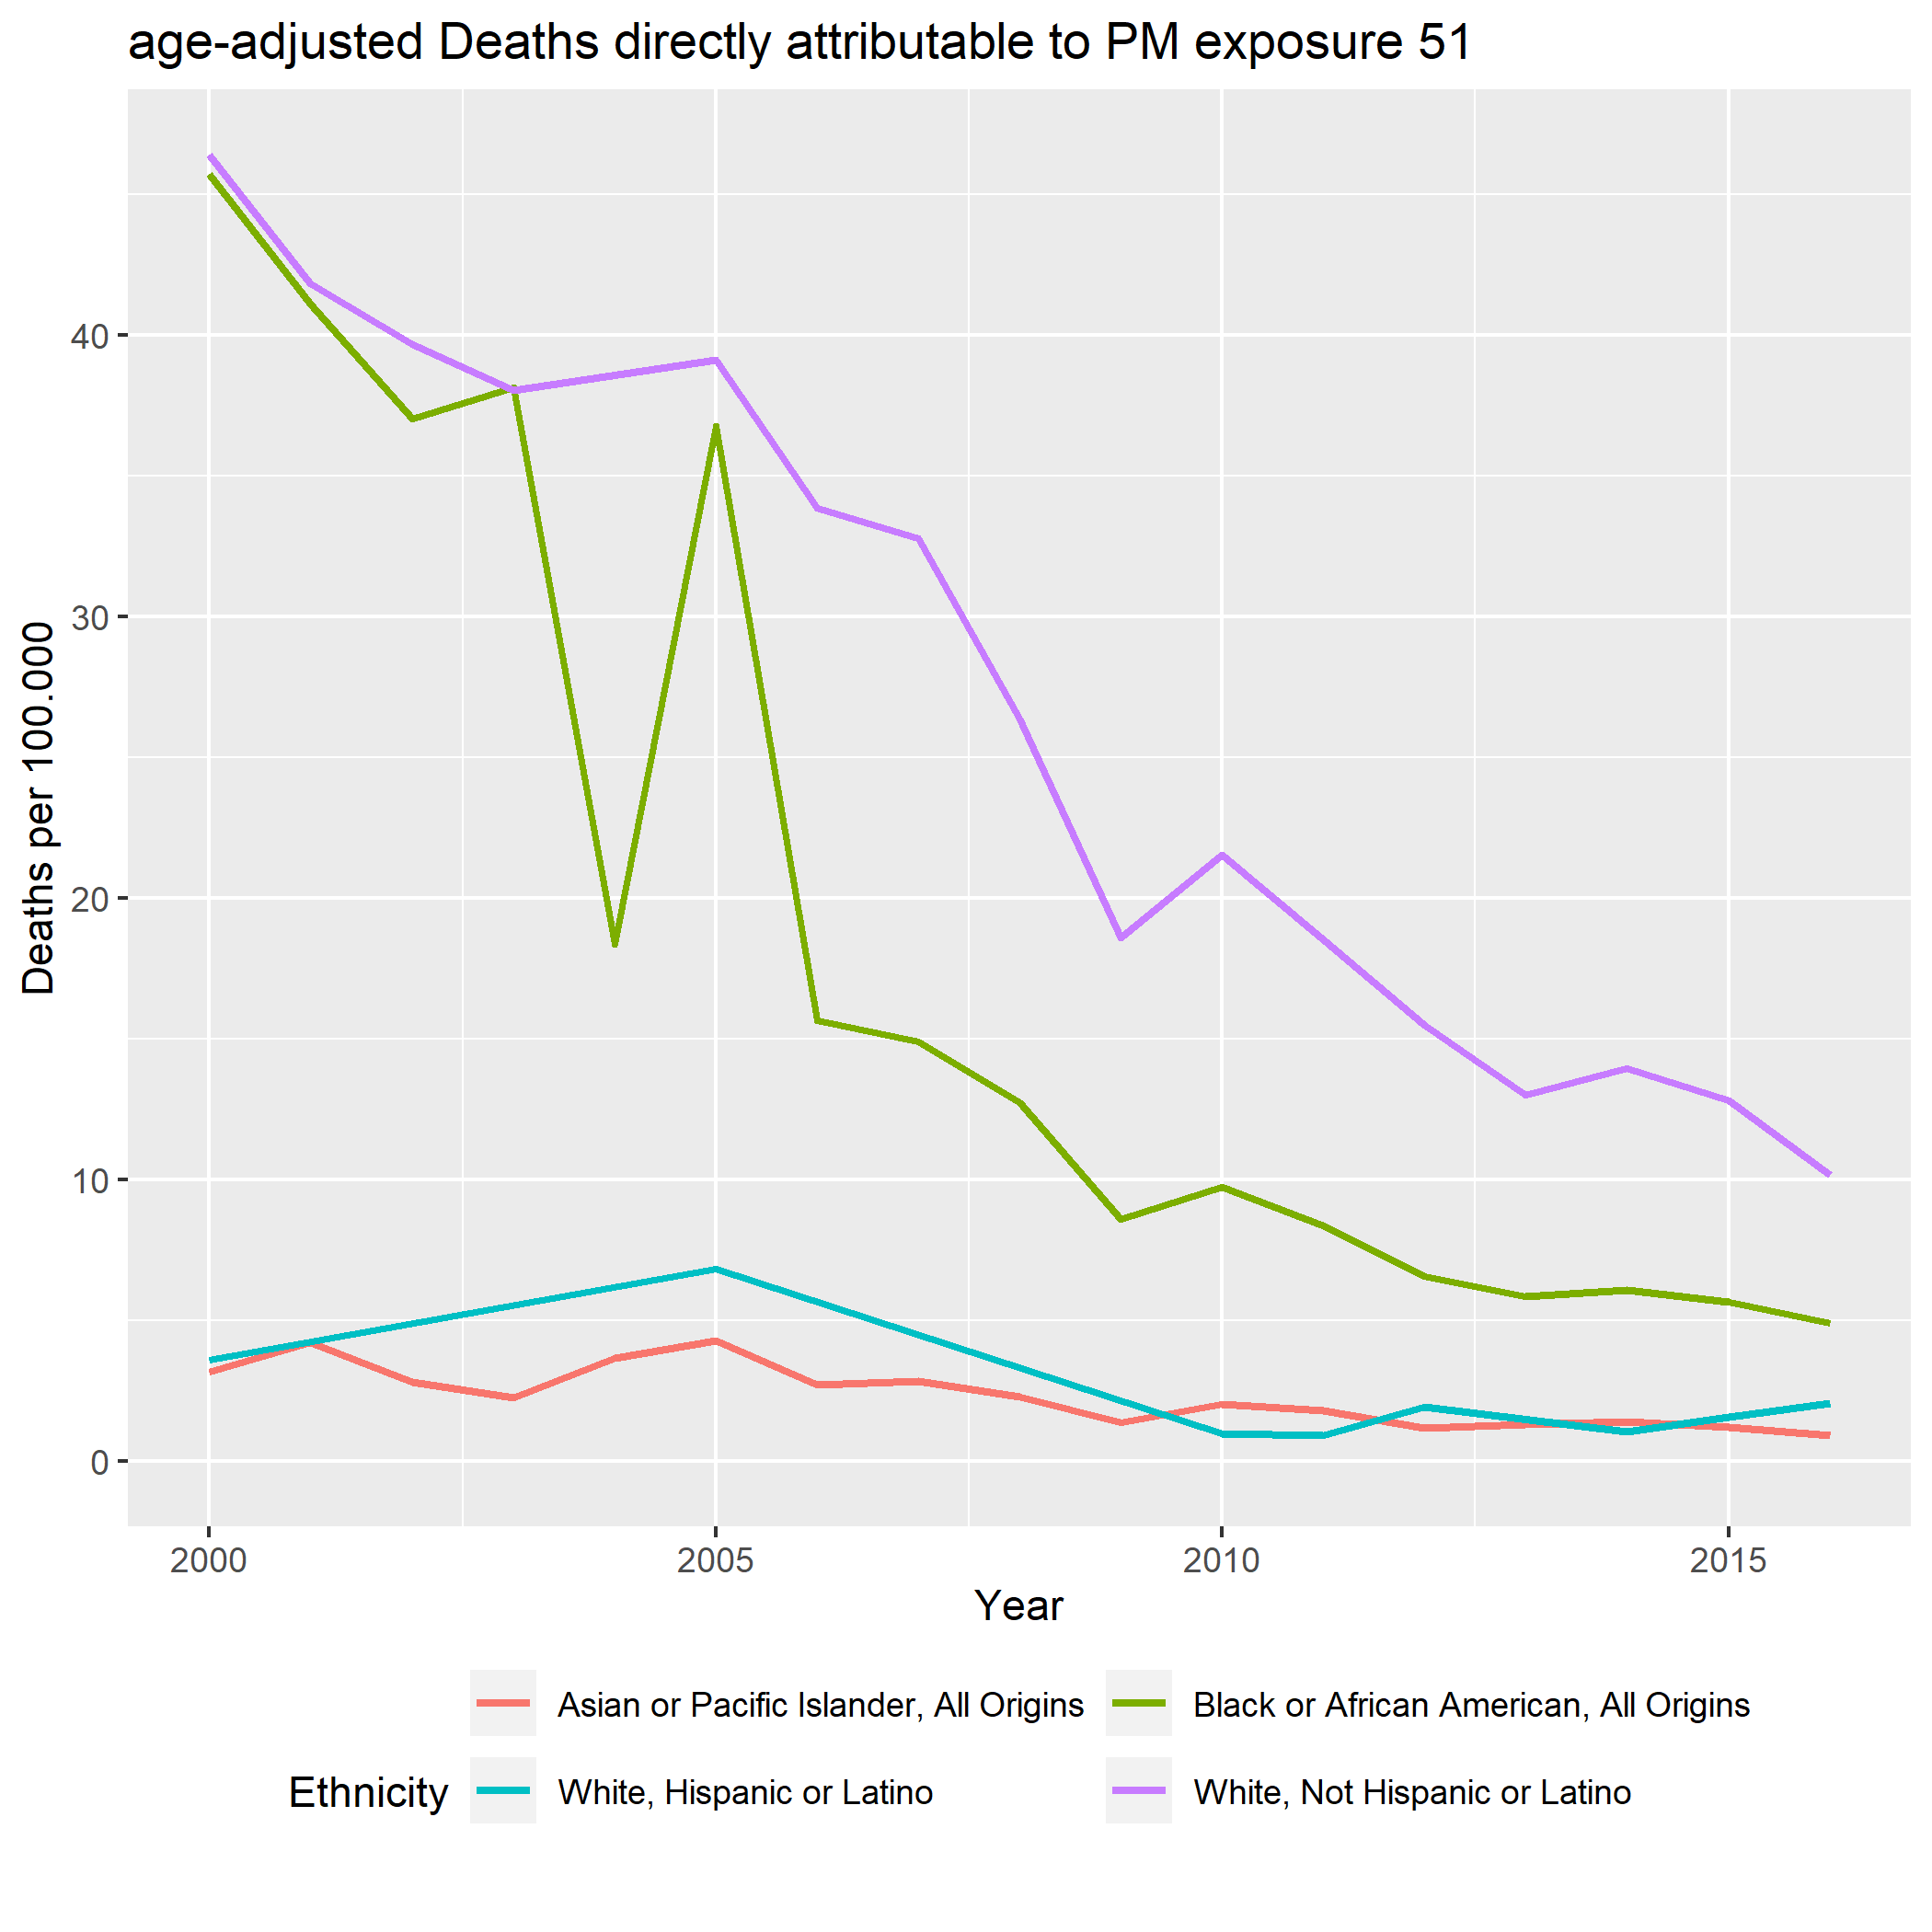 age-adjusted Deaths directly attributable to PM exposure 51
Deaths per 100.000
40
30
20
10
0
2000 2005 2010 2015
Year
Ethnicity
Asian or Pacific Islander, All Origins
Black or African American, All Origins
White, Hispanic or Latino
White, Not Hispanic or Latino